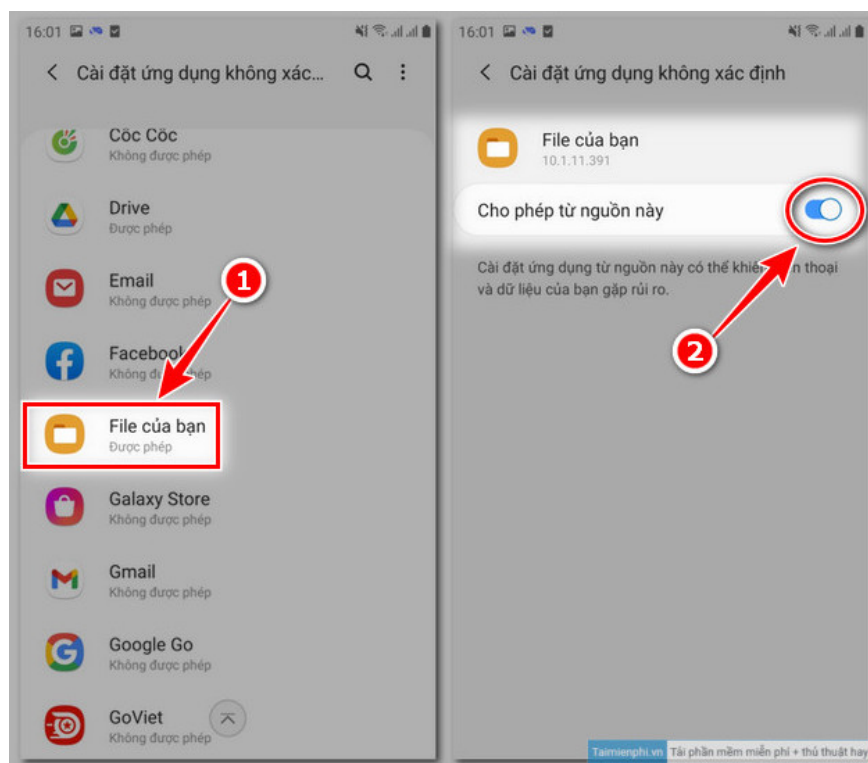 16:01
Cài đặt ứng dụng không xác...
Cốc Cốc
Không được phép
Drive
Được phép
Email
Không được phép
1
Facebook
Không được phép
File của bạn
Được phép
Galaxy Store
Không được phép
Gmail
Không được phép
Google Go
Không được phép
GoViet
Không được phép
16:01
Cài đặt ứng dụng không xác định
File của bạn
10.1.11.391
Cho phép từ nguồn này
Cài đặt ứng dụng từ nguồn này có thể khiến thoại
và dữ liệu của bạn gặp rủi ro.
2
Taimienphi.vn Tải phần mềm miễn phí + thủ thuật hay